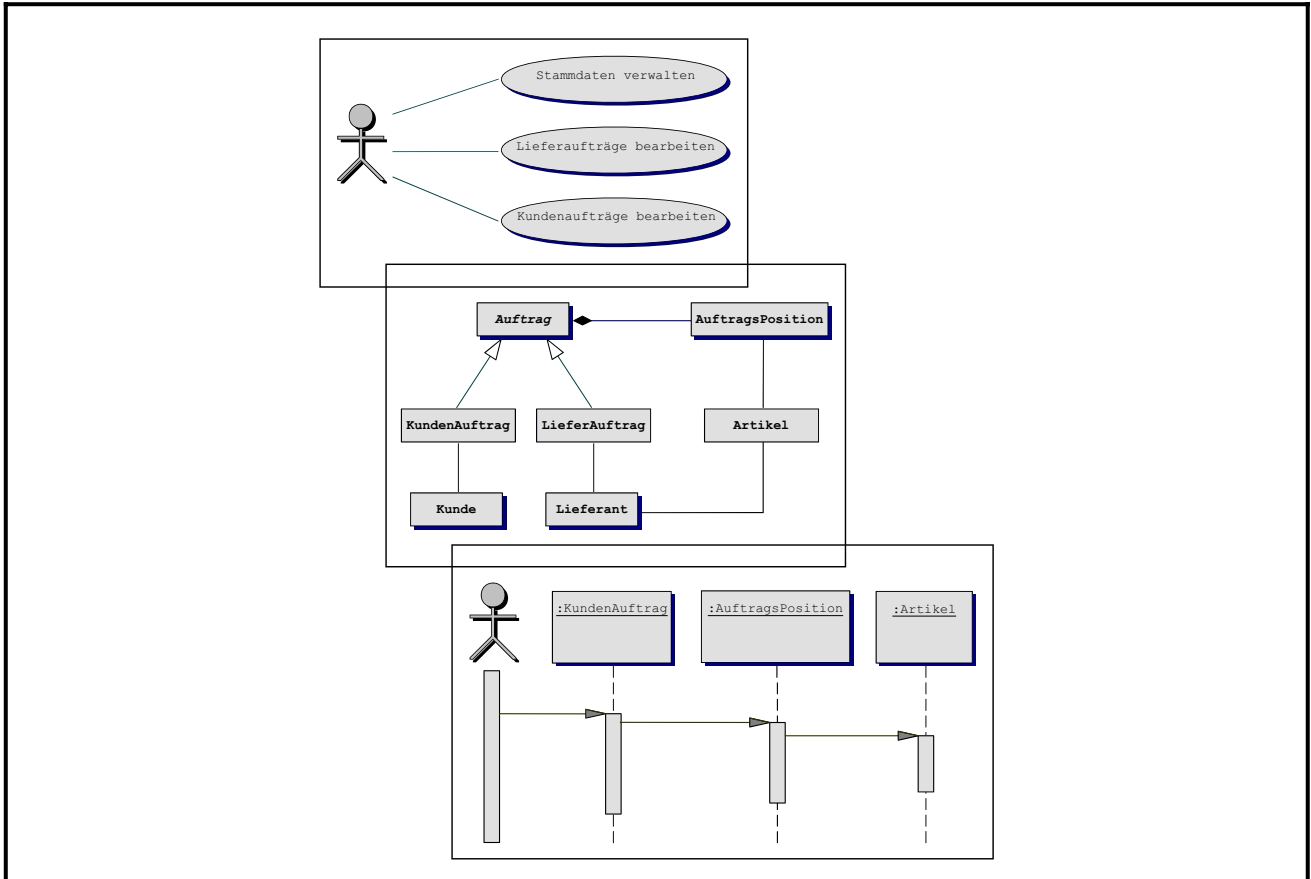 Stammdaten verwalten
Lieferaufträge bearbeiten
Kundenaufträge bearbeiten
Auftrag
AuftragsPosition
KundenAuftrag
LieferAuftrag
Artikel
Kunde
Lieferant
:KundenAuftrag
:AuftragsPosition
:Artikel